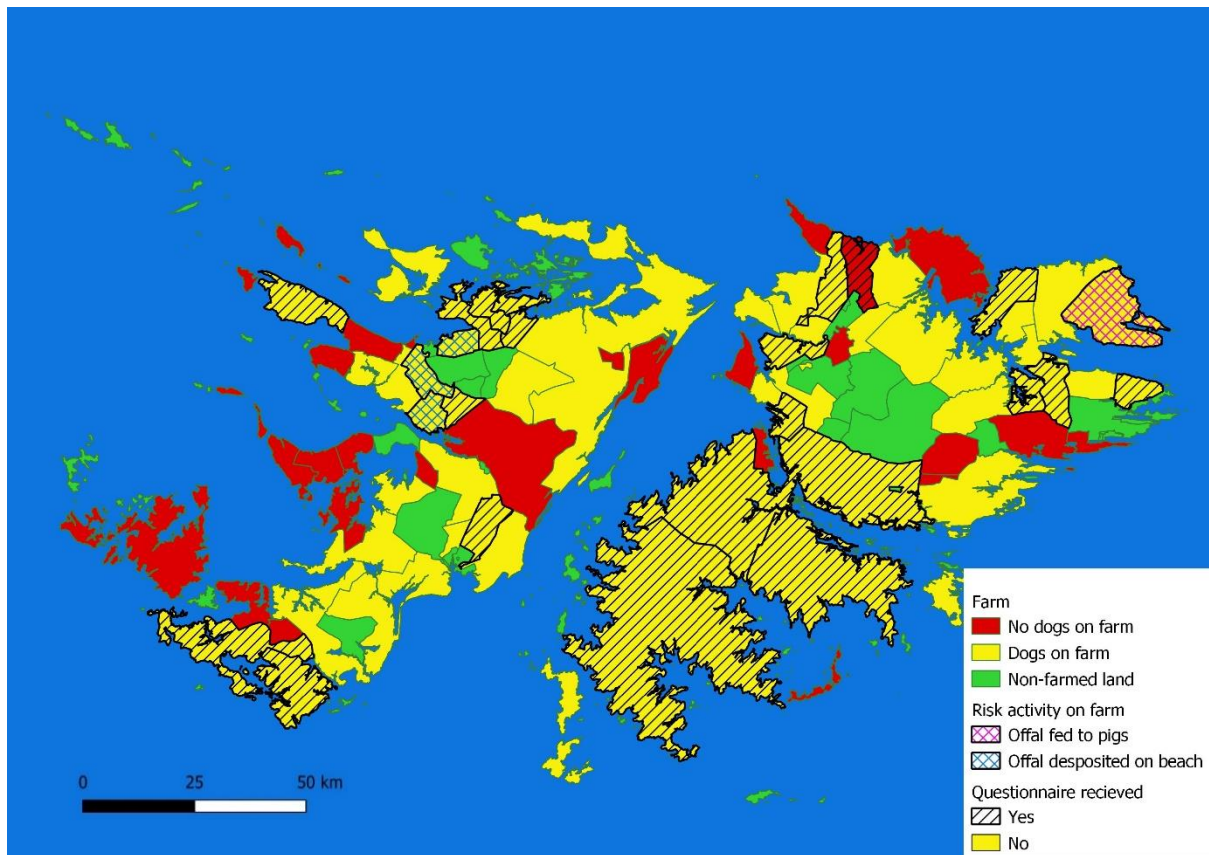 0 25 50 km
Farm
No dogs on farm
Dogs on farm
Non-farmed land
Risk activity on farm
Offal fed to pigs
Offal desposited on beach
Questionnaire recieved
Yes
No